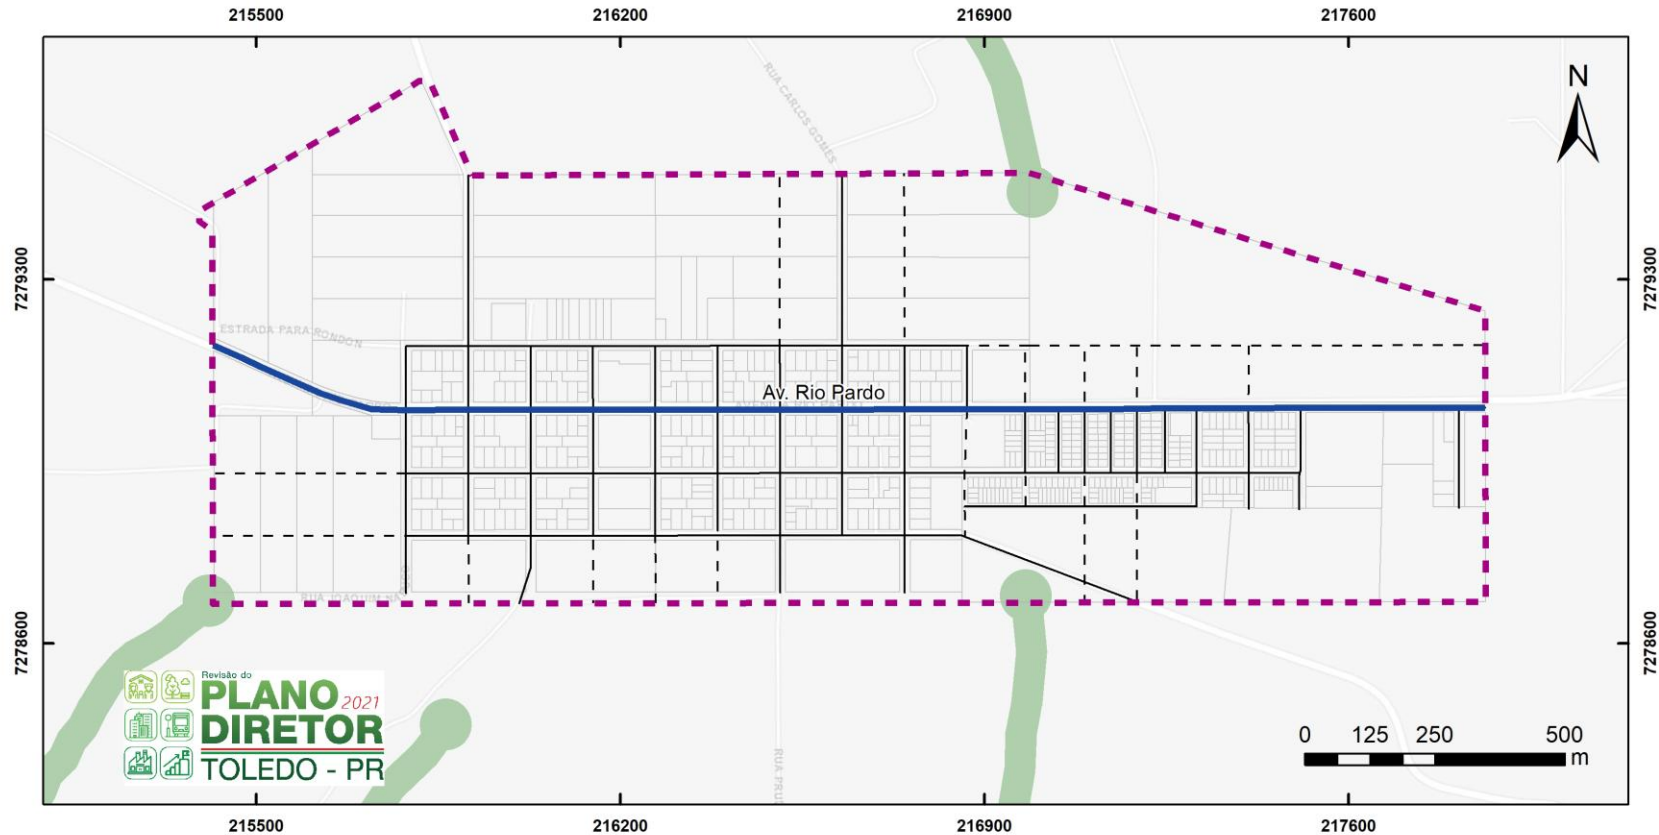 215500 216200 216900 217600
N
RUA CARLOS GOMES
7279300 7279300
ESTRADA PARA RONDON
Av. Rio Pardo
7278600 7278600
Revisão do
PLANO 2021
DIRETOR
TOLEDO - PR
0 125 250 500
m
215500 216200 216900 217600